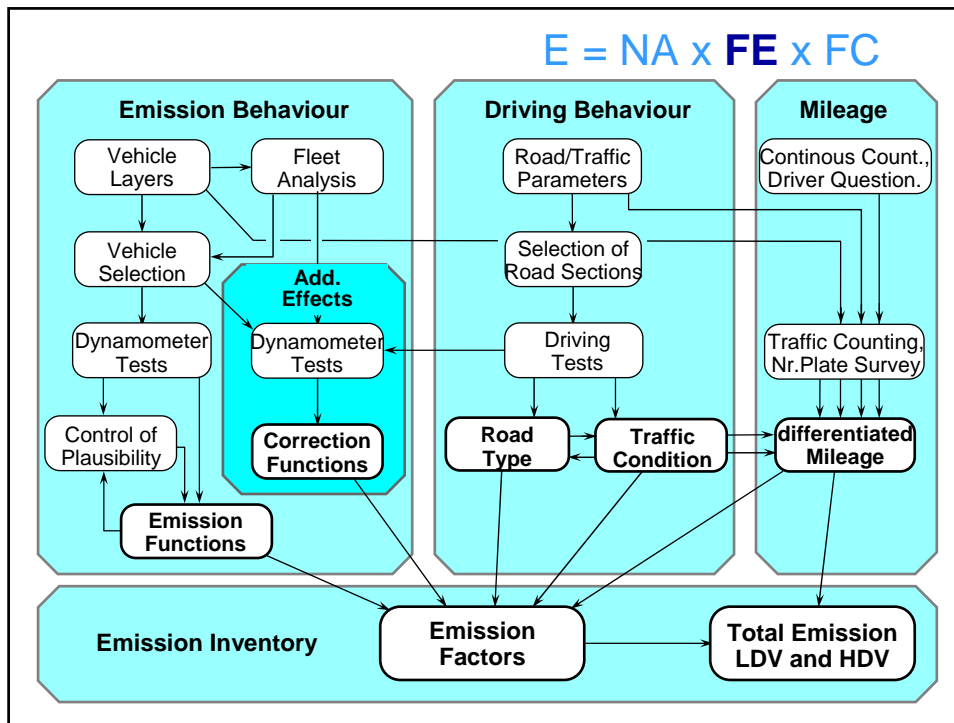 E = NA x FE x FC
Emission Behaviour
Vehicle
Layers
Fleet
Analysis
Vehicle
Selection
Add.
Effects
Dynamometer
Tests
Dynamometer
Tests
Control of
Plausibility
Correction
Functions
Emission
Functions
Driving Behaviour
Road/Traffic
Parameters
Selection of
Road Sections
Driving
Tests
Road
Type
Traffic
Condition
Mileage
Continous Count.,
Driver Question.
Traffic Counting,
Nr.Plate Survey
differentiated
Mileage
Emission Inventory
Emission
Factors
Total Emission
LDV and HDV